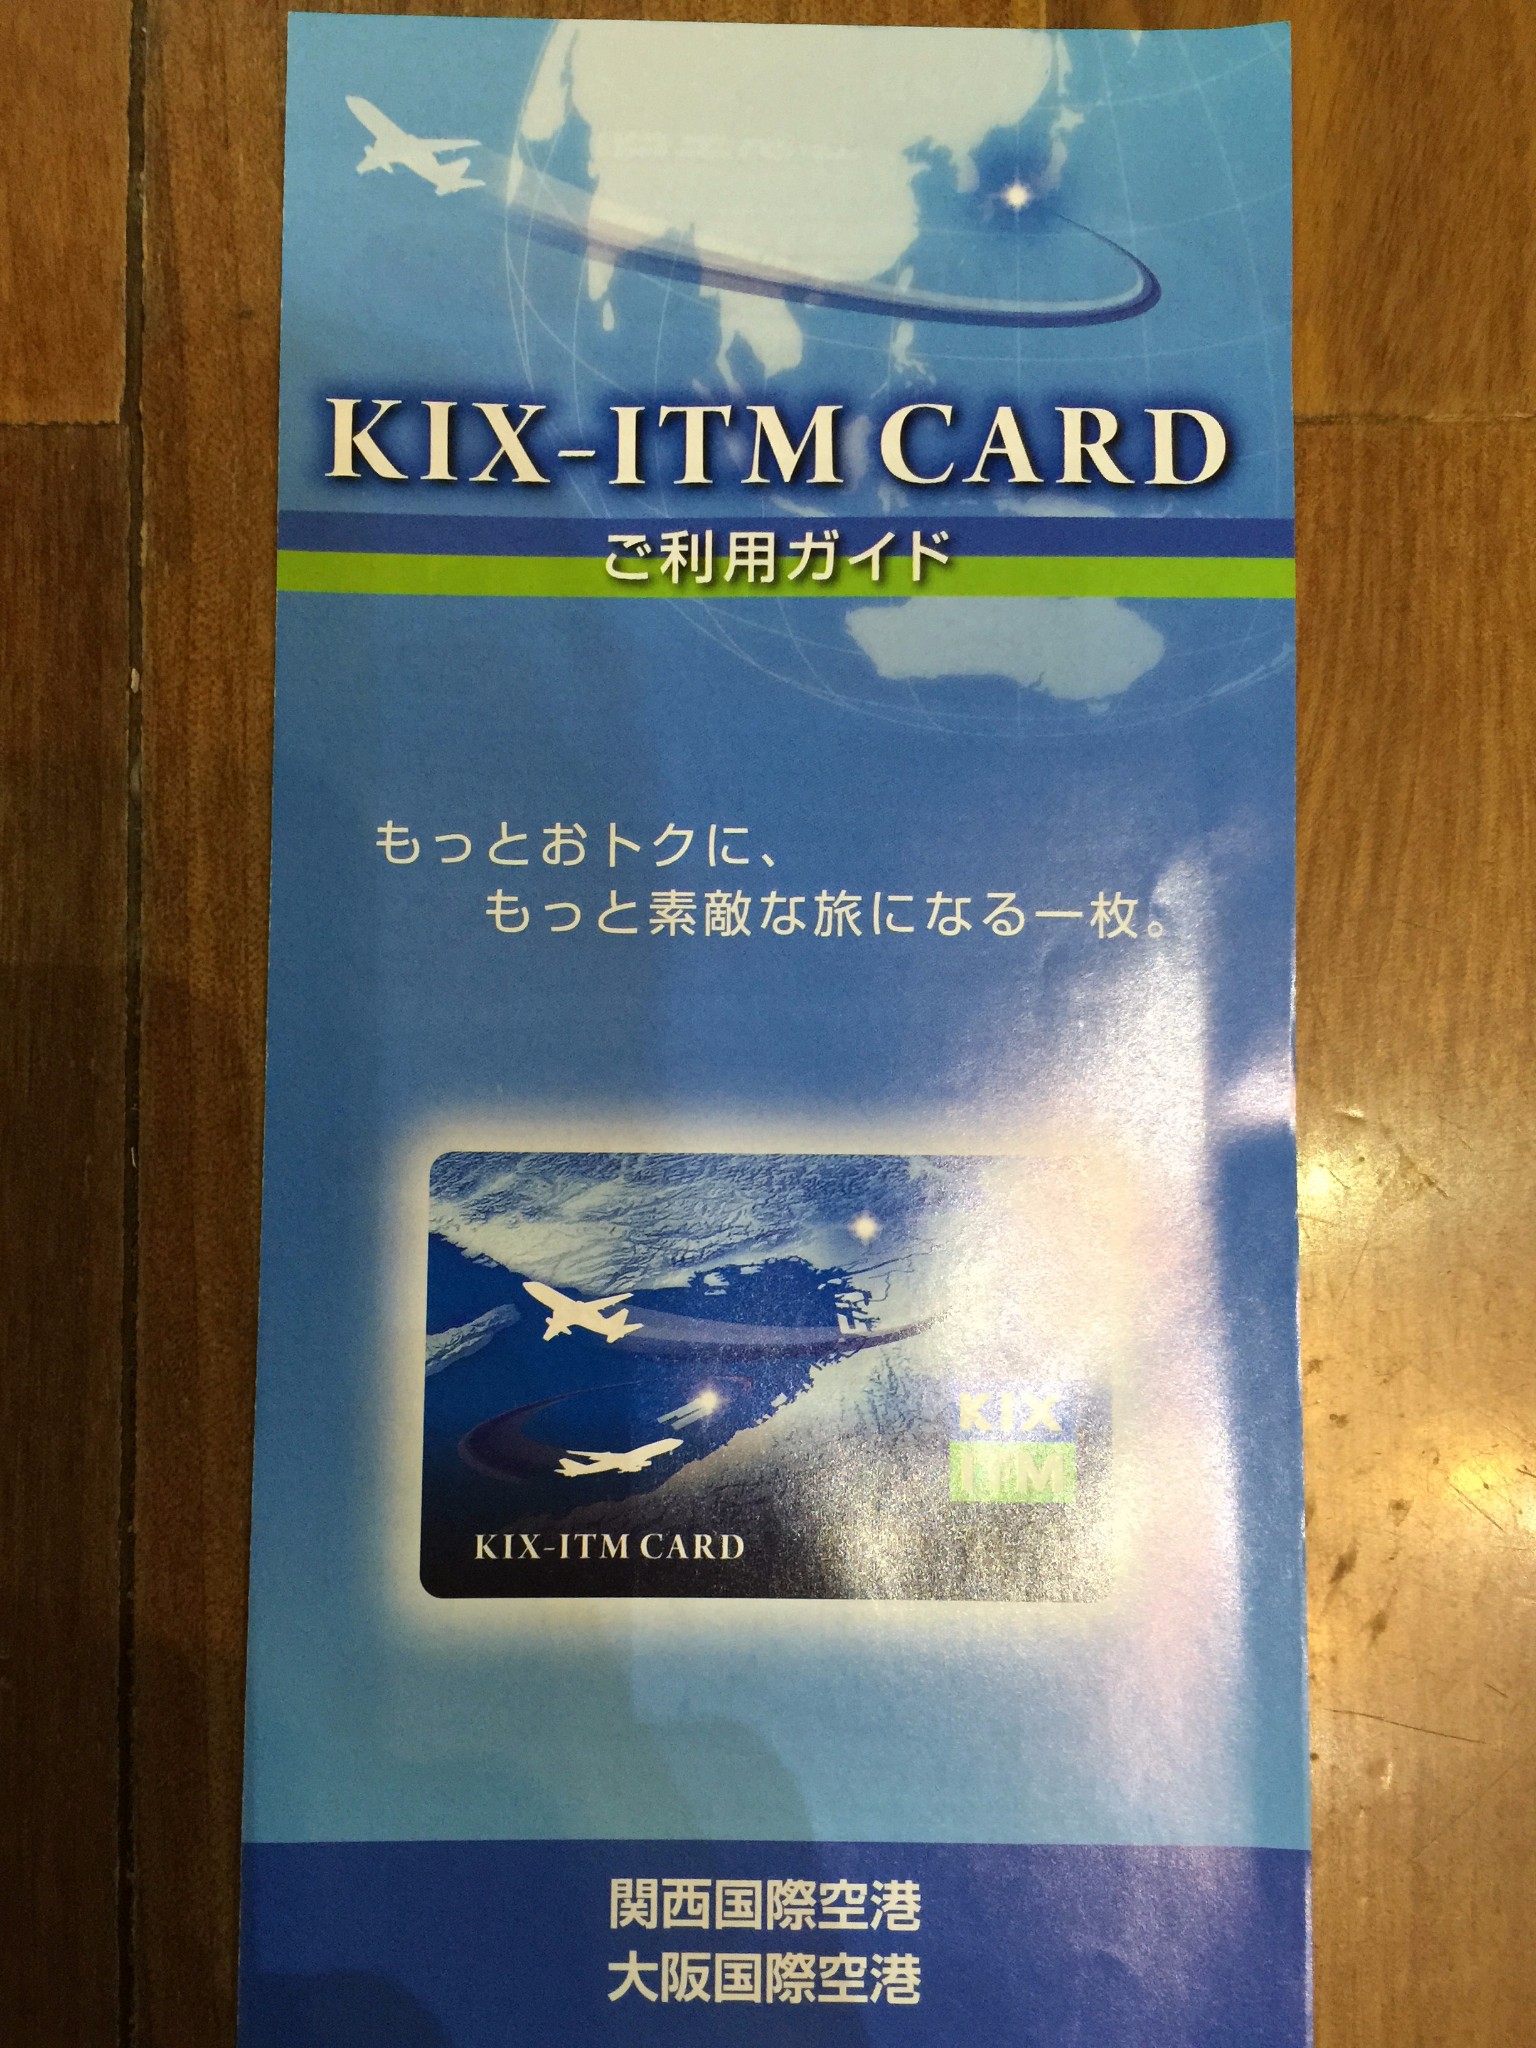 KIX-ITM CARD
ご利用ガイド
もっとおトクに、
もっと素敵な旅になる一枚。
KIX
ITM
KIX-ITM CARD
関西国際空港
大阪国際空港